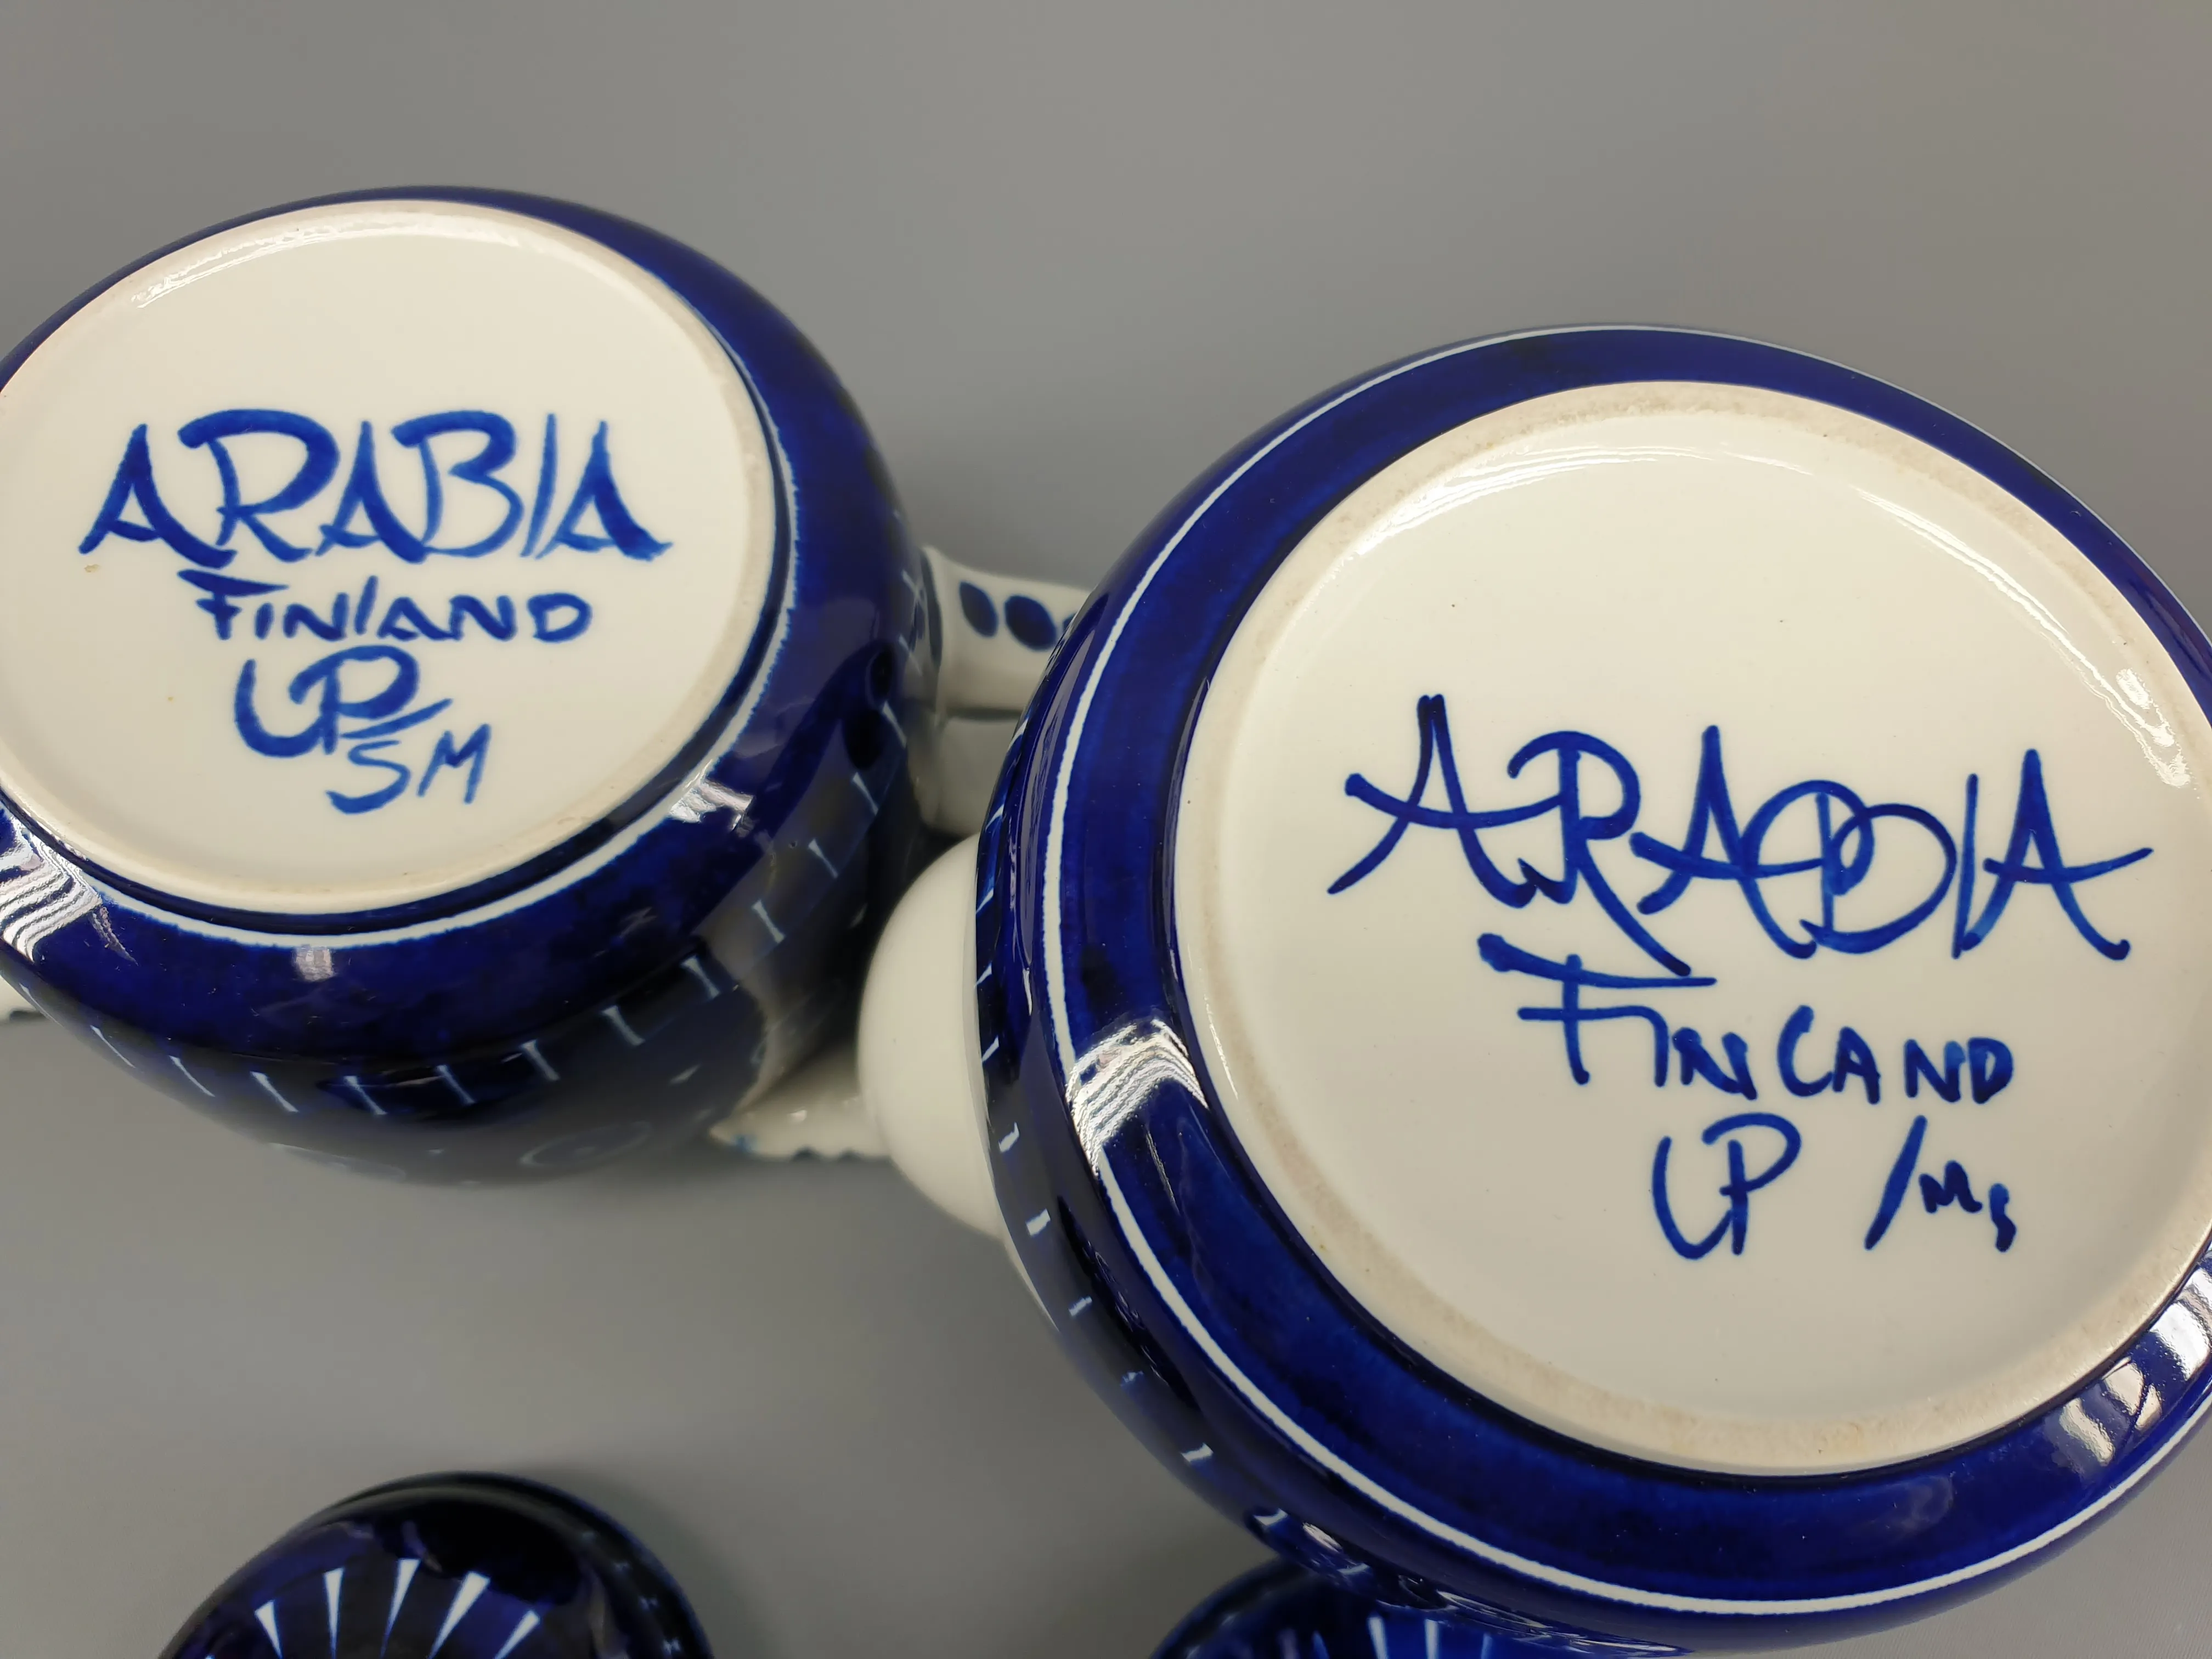 ARABIA
FINLAND
UP/
SM
ARABIA
FINLAND
UP /Ms